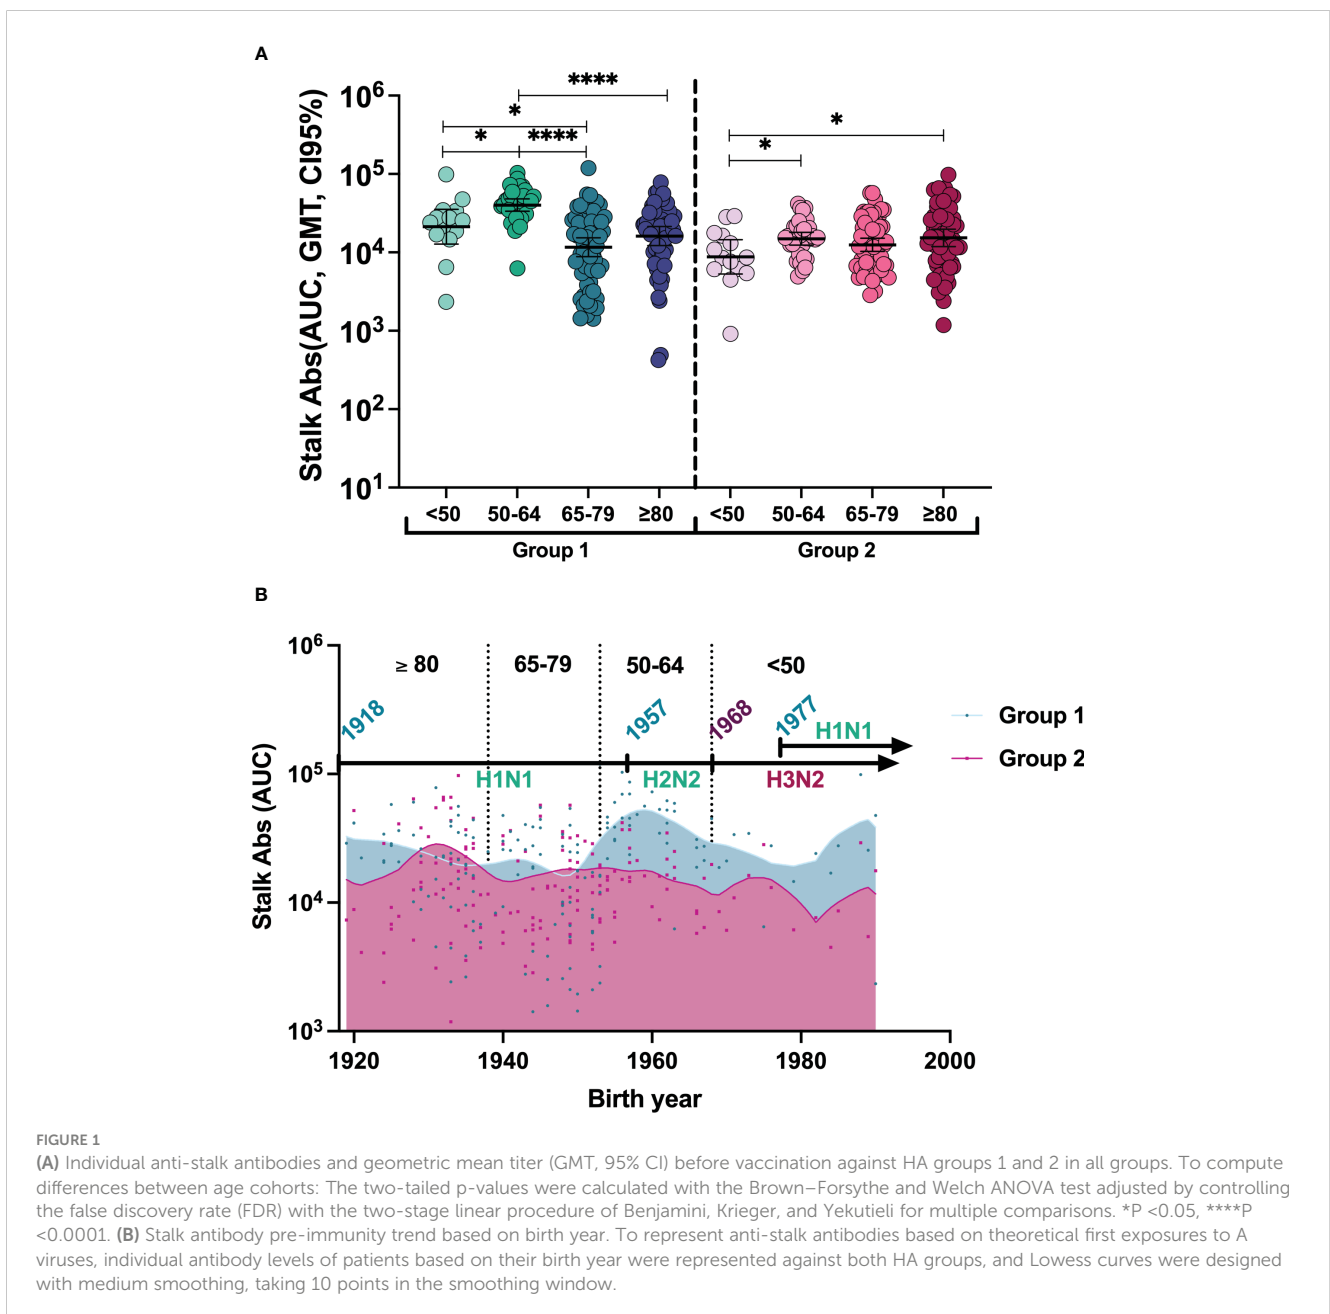 A
Stalk Abs(AUC, GMT, CI95%)
10⁶
10⁵
10⁴
10³
10²
10¹
****
*
* ****
*
*
<50 50-64 65-79 ≥80 <50 50-64 65-79 ≥80
Group 1 Group 2
B
Stalk Abs (AUC)
10⁶
10⁵
10⁴
10³
≥ 80 65-79 50-64 <50
1918 1957 1968 1977
H1N1
H1N1 H2N2 H3N2
Group 1
Group 2
1920 1940 1960 1980 2000
Birth year
FIGURE 1
(A) Individual anti-stalk antibodies and geometric mean titer (GMT, 95% CI) before vaccination against HA groups 1 and 2 in all groups. To compute
differences between age cohorts: The two-tailed p-values were calculated with the Brown–Forsythe and Welch ANOVA test adjusted by controlling
the false discovery rate (FDR) with the two-stage linear procedure of Benjamini, Krieger, and Yekutieli for multiple comparisons. *P <0.05, ****P
<0.0001. (B) Stalk antibody pre-immunity trend based on birth year. To represent anti-stalk antibodies based on theoretical first exposures to A
viruses, individual antibody levels of patients based on their birth year were represented against both HA groups, and Lowess curves were designed
with medium smoothing, taking 10 points in the smoothing window.